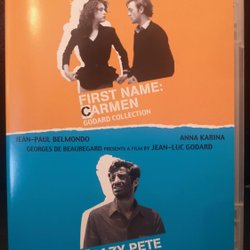 FIRST NAME:
CARMEN
GODARD COLLECTION
JEAN-PAUL BELMONDO ANNA KARINA
GEORGES DE BEAUREGARD PRESENTS A FILM BY JEAN-LUC GODARD
PETE